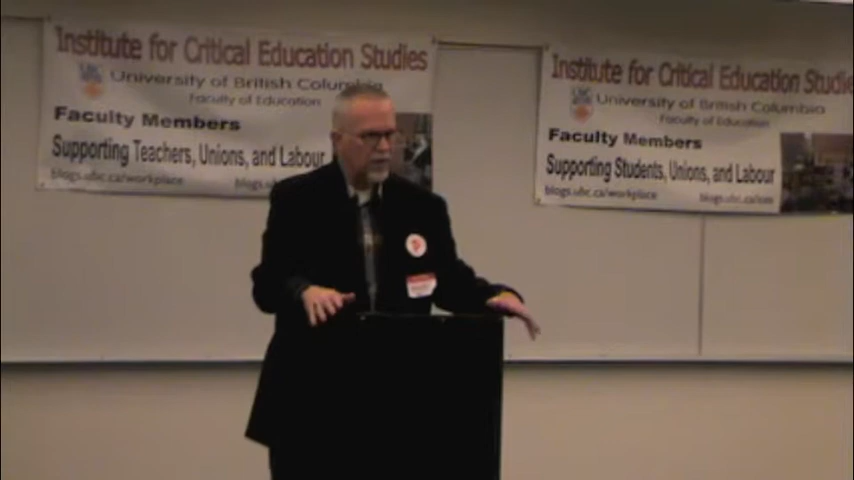 Institute for Critical Education Studies
University of British Columbia
Faculty of Education
Faculty Members
Supporting Teachers, Unions, and Labour
blogs.ubc.ca/workplace
Institute for Critical Education Studie
UBC
University of British Columbia
Faculty of Education
Faculty Members
Supporting Students, Unions, and Labour
blogs.ubc.ca/workplace